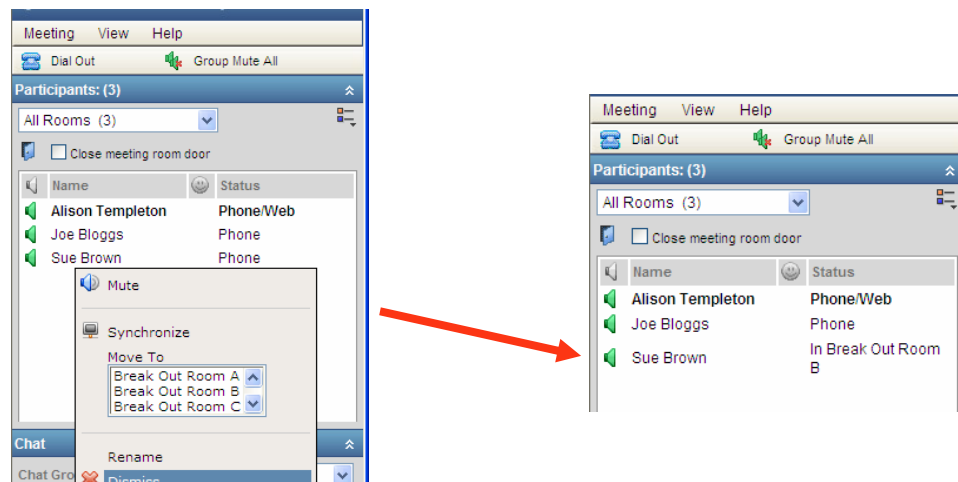 Meeting View Help
Dial Out Group Mute All
Participants: (3)
All Rooms (3)
Close meeting room door
Name Status
Alison Templeton Phone/Web
Joe Bloggs Phone
Sue Brown Phone
Mute
Synchronize
Move To
Break Out Room A
Break Out Room B
Break Out Room C
Rename
Chat
Chat Gro
Dismiss
Meeting View Help
Dial Out Group Mute All
Participants: (3)
All Rooms (3)
Close meeting room door
Name Status
Alison Templeton Phone/Web
Joe Bloggs Phone
Sue Brown In Break Out Room
B